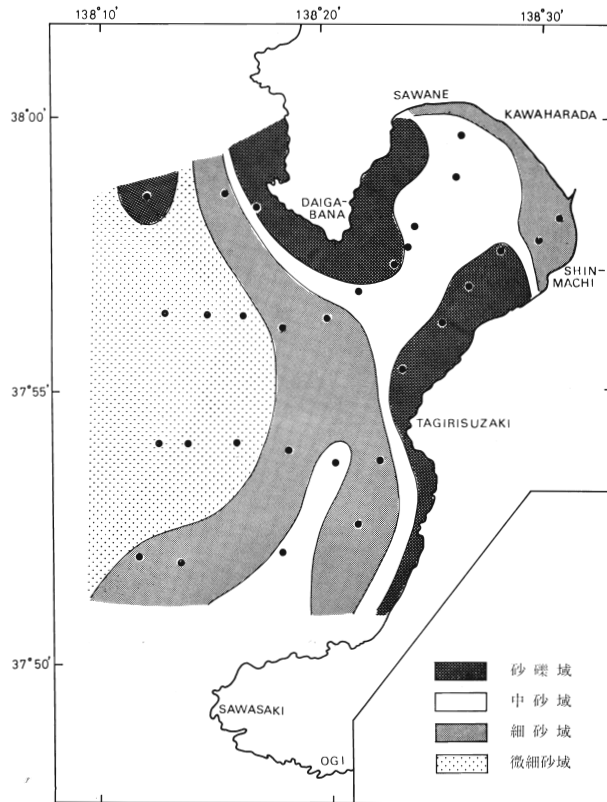 138°10′ 138°20′ 138°30′
38°00′
SAWANE
KAWAHARADA
DAIGA-
BANA
SHIN-
MACHI
37°55′
TAGIRISUZAKI
37°50′
SAWASAKI
OGI
砂礫域
中砂域
細砂域
微細砂域